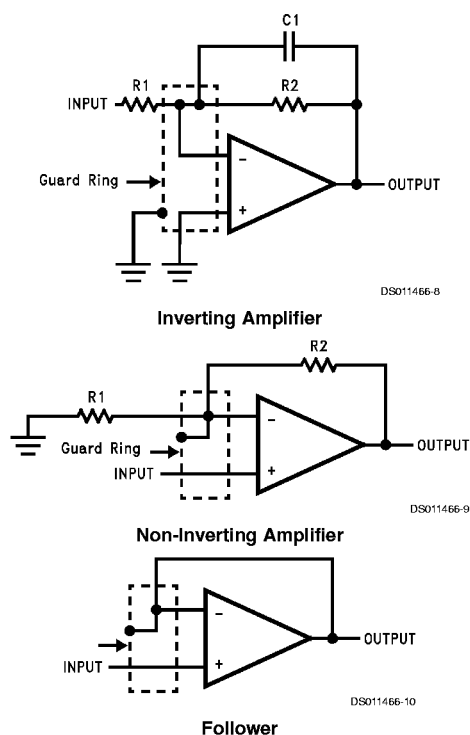 C1
R1
R2
INPUT
−
Guard Ring
+
OUTPUT
DS011466-8
Inverting Amplifier
R2
R1
−
Guard Ring
OUTPUT
INPUT
+
DS011466-9
Non-Inverting Amplifier
−
OUTPUT
INPUT
+
DS011466-10
Follower